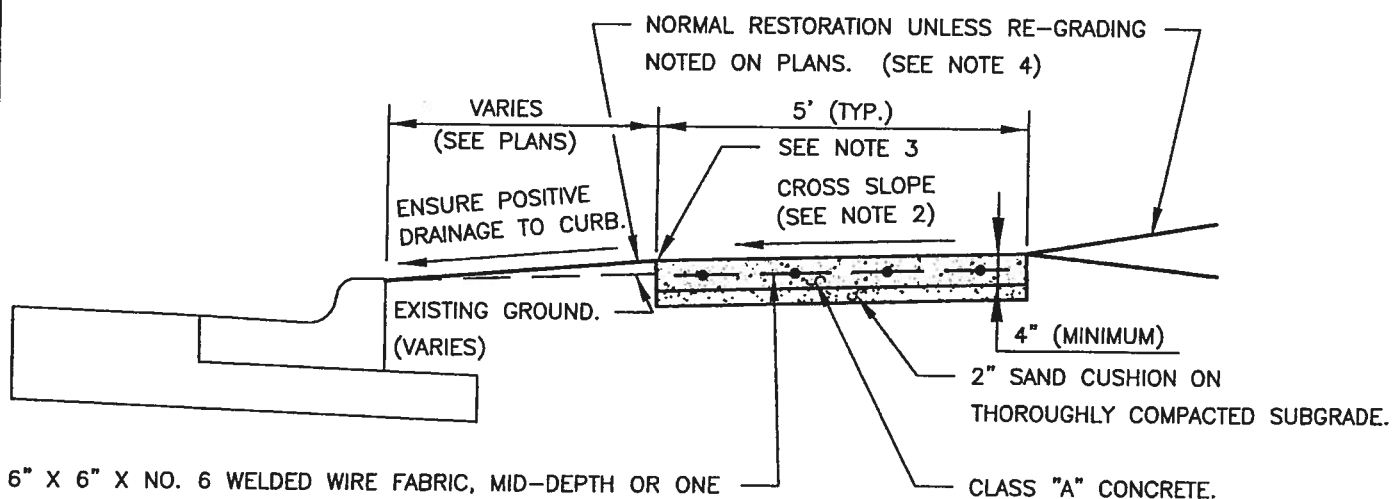 NORMAL RESTORATION UNLESS RE-GRADING
NOTED ON PLANS. (SEE NOTE 4)
VARIES
(SEE PLANS)
5' (TYP.)
SEE NOTE 3
CROSS SLOPE
(SEE NOTE 2)
ENSURE POSITIVE
DRAINAGE TO CURB.
EXISTING GROUND.
(VARIES)
4" (MINIMUM)
2" SAND CUSHION ON
THOROUGHLY COMPACTED SUBGRADE.
6" X 6" X NO. 6 WELDED WIRE FABRIC, MID-DEPTH OR ONE
CLASS "A" CONCRETE.